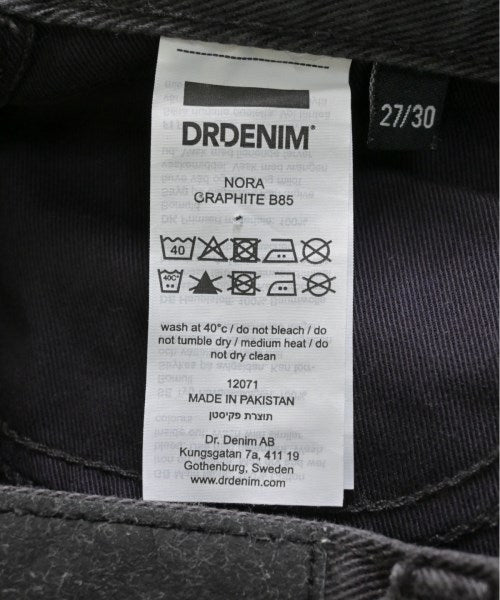 DRDENIM®
27/30
NORA
GRAPHITE B85
40
40C°
wash at 40°c / do not bleach / do
not tumble dry / medium heat / do
not dry clean
12071
MADE IN PAKISTAN
תוצרת פקיסטן
Dr. Denim AB
Kungsgatan 7a, 411 19
Gothenburg, Sweden
www.drdenim.com